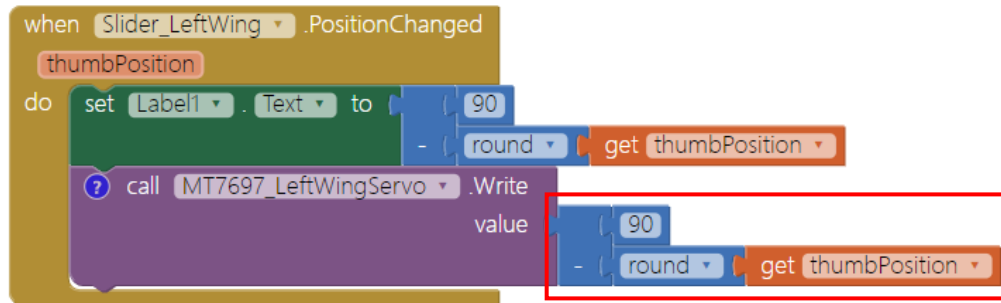 when Slider_LeftWing .PositionChanged
thumbPosition
do set Label1 . Text to 90
- round get thumbPosition
? call MT7697_LeftWingServo .Write
value 90
- round get thumbPosition